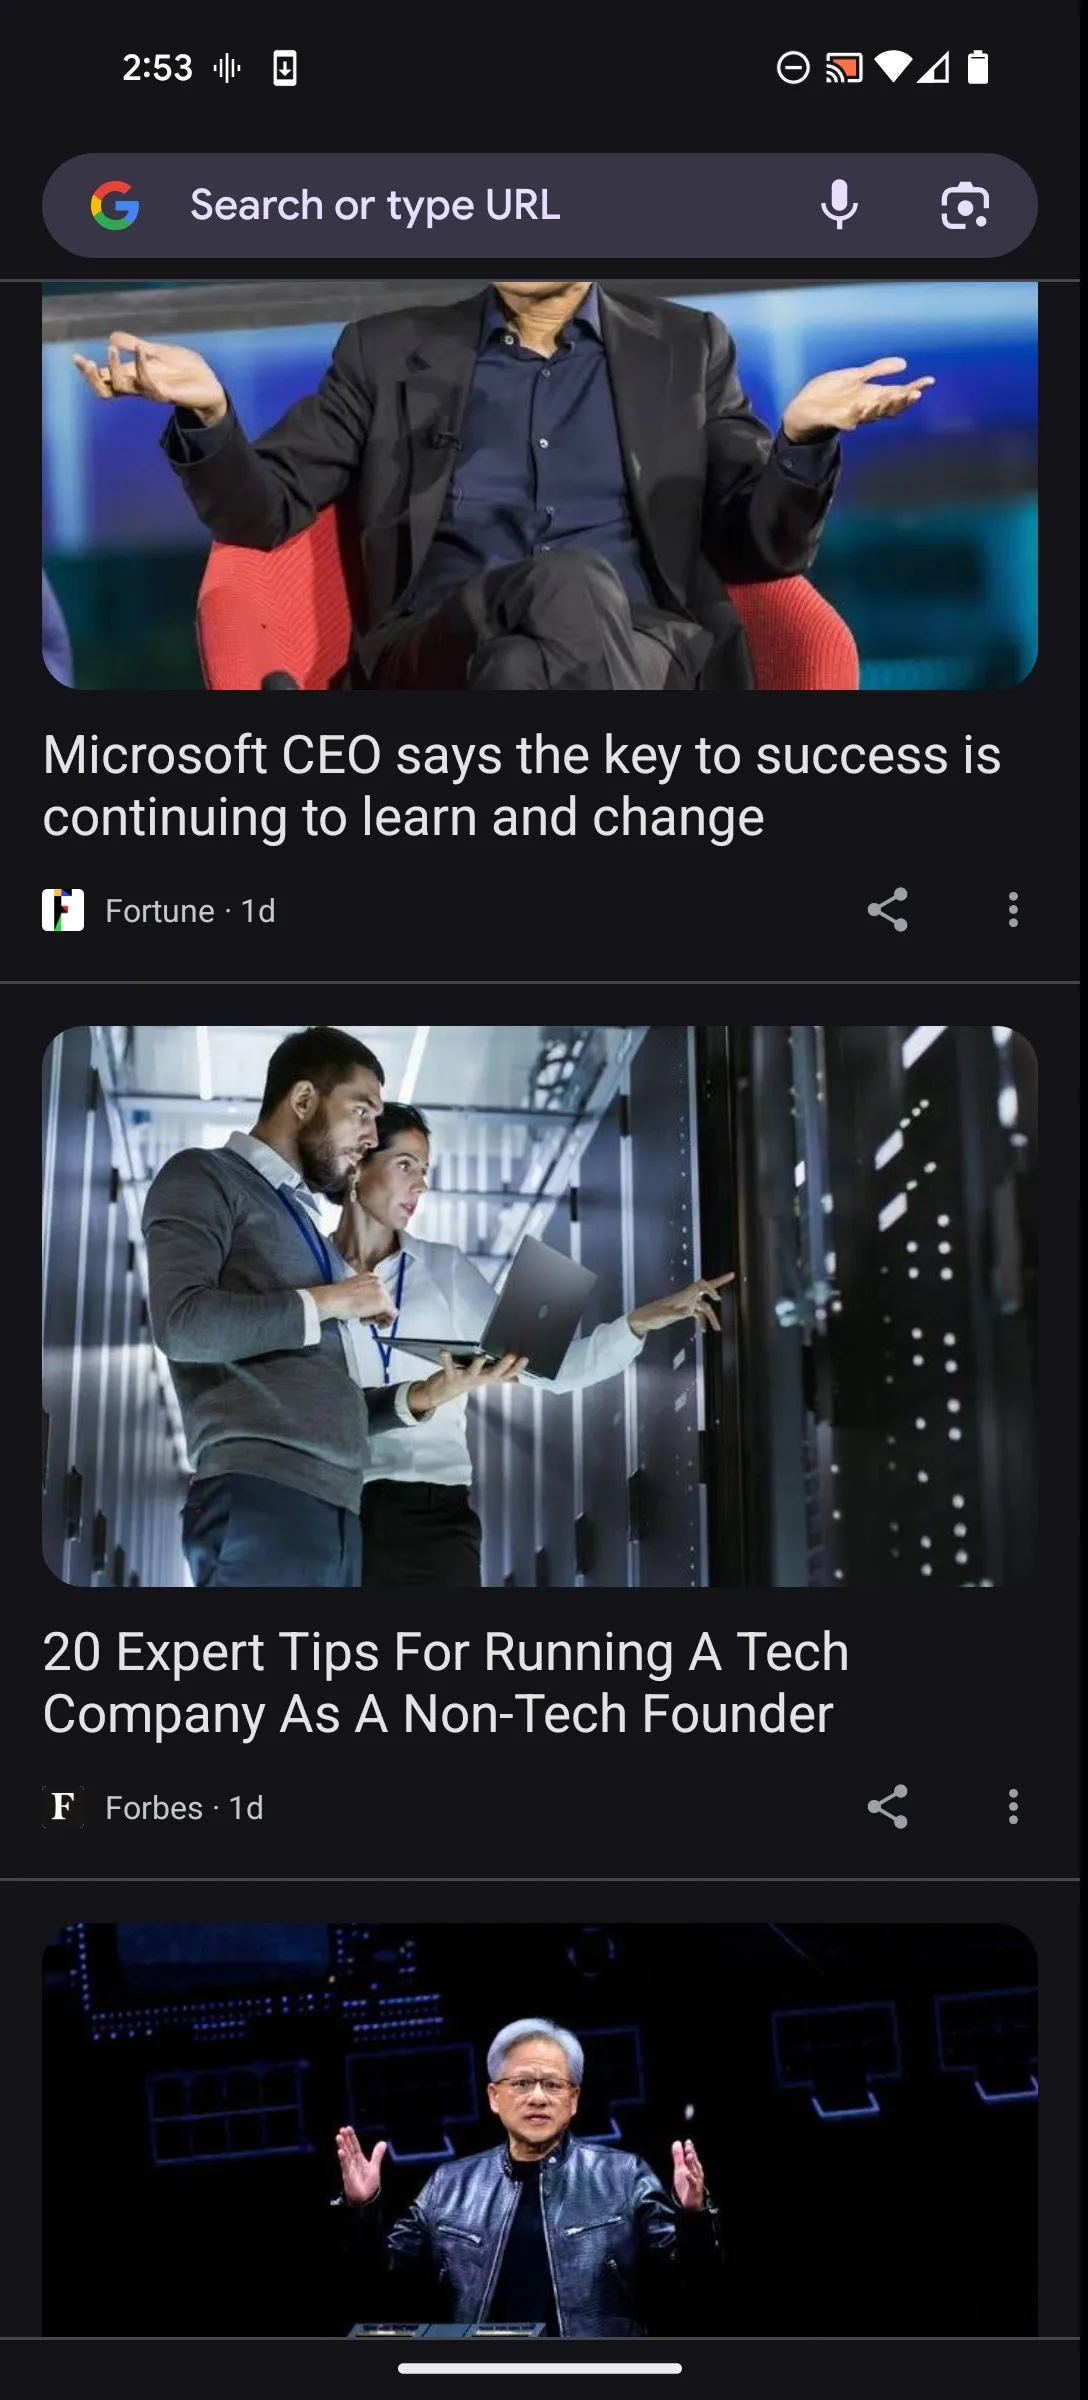 2:53
Search or type URL
Microsoft CEO says the key to success is
continuing to learn and change
Fortune · 1d
20 Expert Tips For Running A Tech
Company As A Non-Tech Founder
F Forbes · 1d